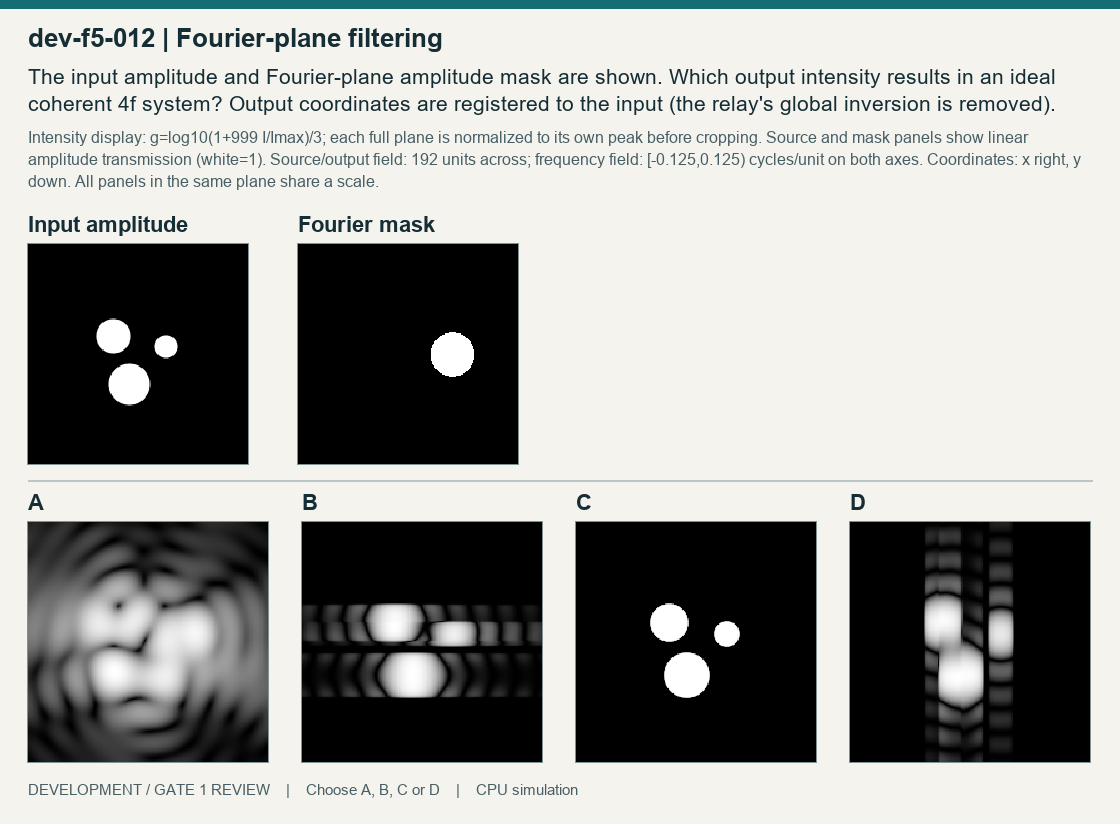 dev-f5-012 | Fourier-plane filtering
The input amplitude and Fourier-plane amplitude mask are shown. Which output intensity results in an ideal
coherent 4f system? Output coordinates are registered to the input (the relay's global inversion is removed).
Intensity display: g=log10(1+999 I/Imax)/3; each full plane is normalized to its own peak before cropping. Source and mask panels show linear
amplitude transmission (white=1). Source/output field: 192 units across; frequency field: [-0.125,0.125) cycles/unit on both axes. Coordinates: x right, y
down. All panels in the same plane share a scale.
Input amplitude Fourier mask
A B C D
DEVELOPMENT / GATE 1 REVIEW | Choose A, B, C or D | CPU simulation